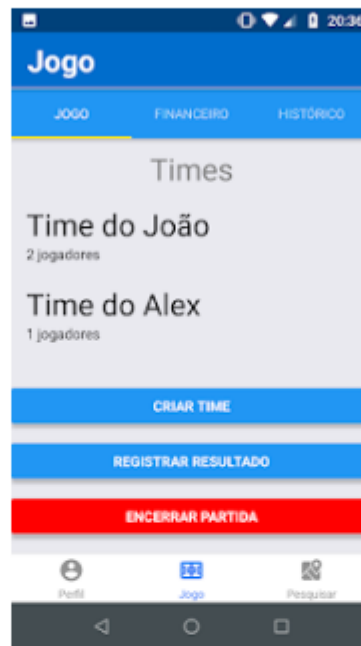 20:36
Jogo
JOGO FINANCEIRO HISTÓRICO
Times
Time do João
2 jogadores
Time do Alex
1 jogadores
CRIAR TIME
REGISTRAR RESULTADO
ENCERRAR PARTIDA
Perfil Jogo Pesquisar